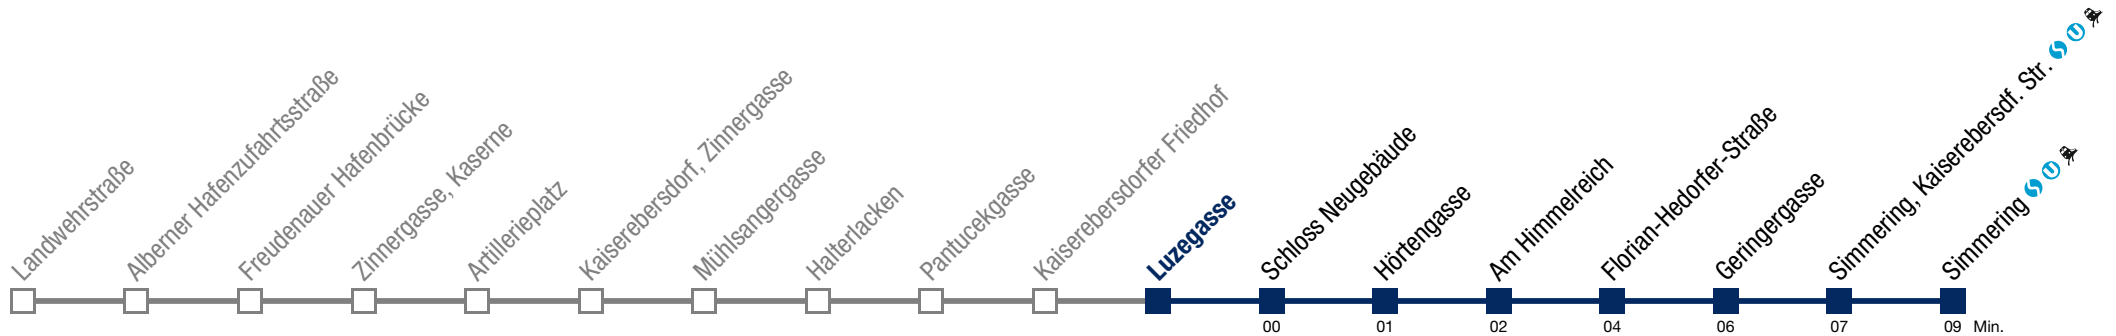 Landwehrstraße
Alberner Hafenzufahrtsstraße
Freudenauer Hafenbrücke
Zinnergasse, Kaserne
Artillerieplatz
Kaiserebersdorf, Zinnergasse
Mühlsangergasse
Halterlacken
Pantucekgasse
Kaiserebersdorfer Friedhof
Luzegasse
Schloss Neugebäude
Hörtengasse
Am Himmelreich
Florian-Hedorfer-Straße
Geringergasse
Simmering, Kaiserebersdf. Str. S U
Simmering S U
00 01 02 04 06 07 09 Min.